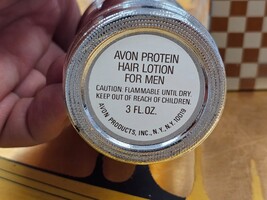 AVON PROTEIN
HAIR LOTION
FOR MEN
CAUTION: FLAMMABLE UNTIL DRY.
KEEP OUT OF REACH OF CHILDREN.
3 FL. OZ.
AVON PRODUCTS, INC., N.Y., N.Y. 10019